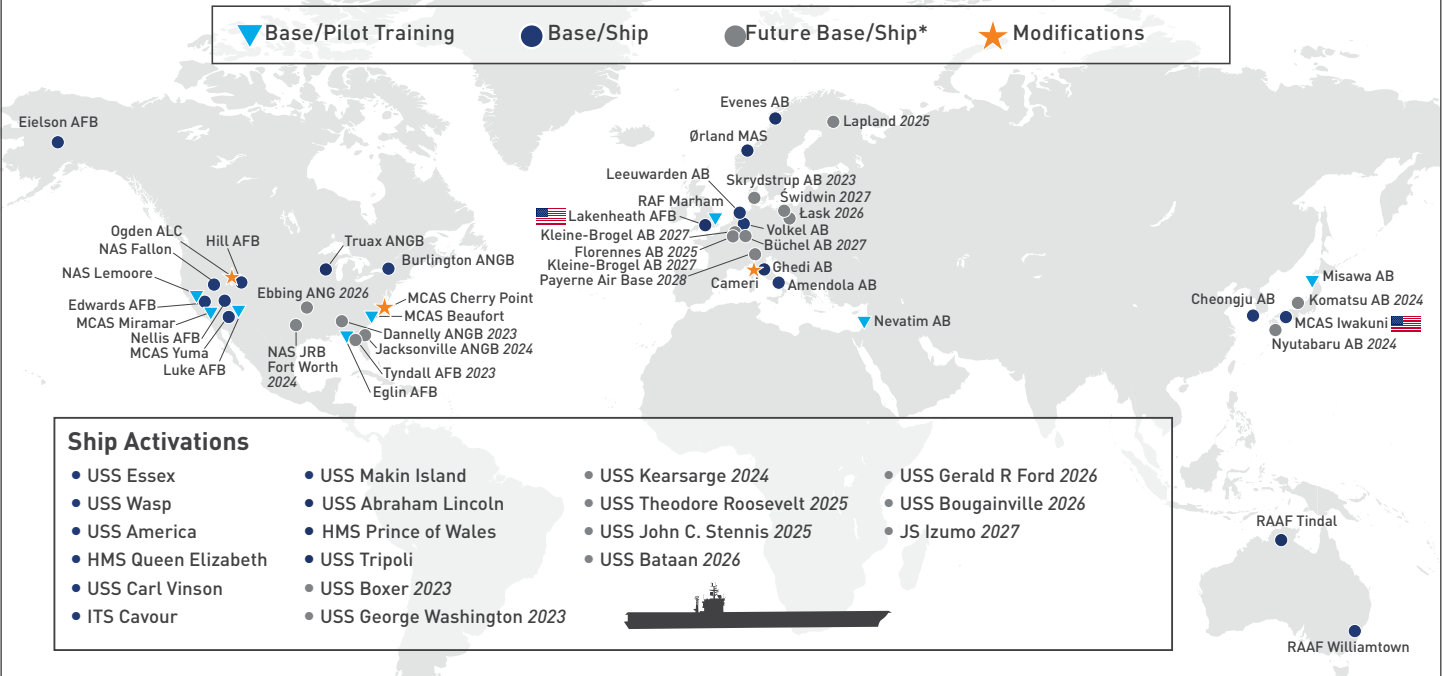 Base/Pilot Training
Base/Ship
Future Base/Ship*
Modifications
Eielson AFB
Ogden ALC
NAS Fallon
Hill AFB
NAS Lemoore
Edwards AFB
MCAS Miramar
Nellis AFB
MCAS Yuma
Luke AFB
Truax ANGB
Burlington ANGB
Ebbing ANG 2026
MCAS Cherry Point
MCAS Beaufort
Dannelly ANGB 2023
Jacksonville ANGB 2024
NAS JRB
Fort Worth
2024
Tyndall AFB 2023
Eglin AFB
Evenes AB
Lapland 2025
Ørland MAS
Leeuwarden AB
Skrydstrup AB 2023
RAF Marham
Świdwin 2027
Lakenheath AFB
Łask 2026
Volkel AB
Kleine-Brogel AB 2027
Büchel AB 2027
Florennes AB 2025
Kleine-Brogel AB 2027
Payerne Air Base 2028
Ghedi AB
Cameri
Amendola AB
Nevatim AB
Misawa AB
Cheongju AB
Komatsu AB 2024
MCAS Iwakuni
Nyutabaru AB 2024
RAAF Tindal
RAAF Williamtown
Ship Activations
USS Essex
USS Wasp
USS America
HMS Queen Elizabeth
USS Carl Vinson
ITS Cavour
USS Makin Island
USS Abraham Lincoln
HMS Prince of Wales
USS Tripoli
USS Boxer 2023
USS George Washington 2023
USS Kearsarge 2024
USS Theodore Roosevelt 2025
USS John C. Stennis 2025
USS Bataan 2026
USS Gerald R Ford 2026
USS Bougainville 2026
JS Izumo 2027